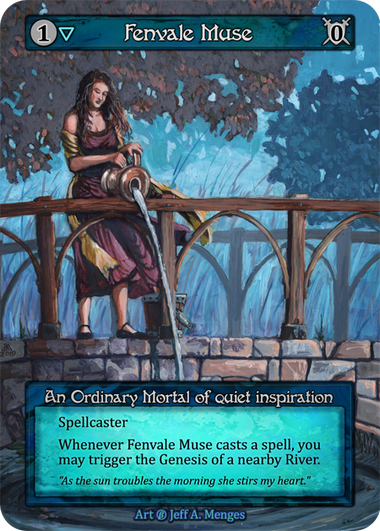 1
Fenvale Muse
0
An Ordinary Mortal of quiet inspiration
Spellcaster
Whenever Fenvale Muse casts a spell, you
may trigger the Genesis of a nearby River.
"As the sun troubles the morning she stirs my heart."
Art @ Jeff A. Menges